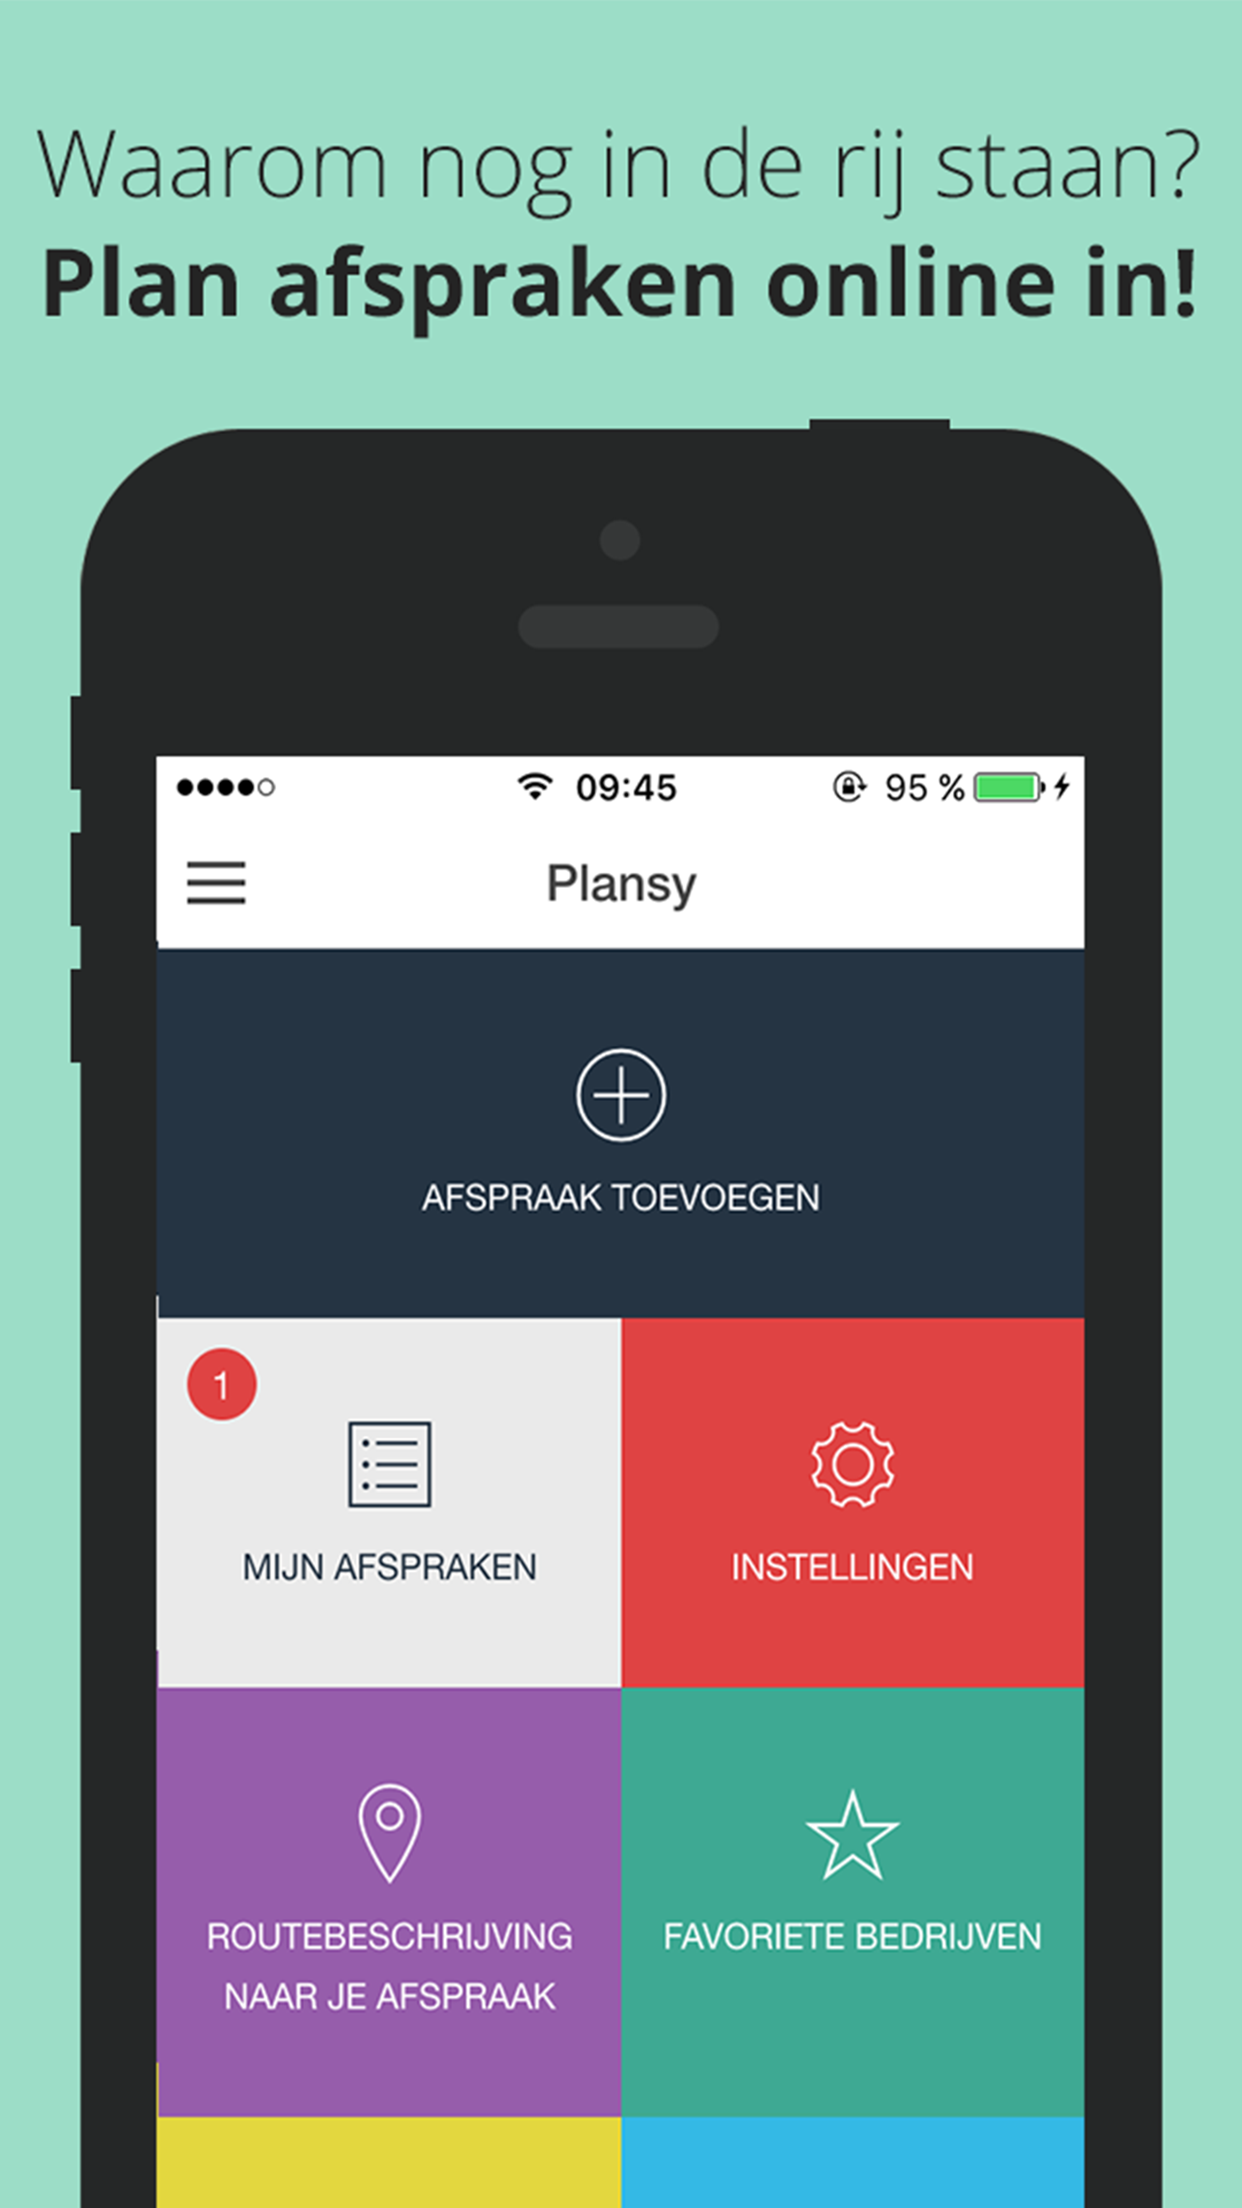 Waarom nog in de rij staan?
Plan afspraken online in!
09:45
95 %
Plansy
AFSPRAAK TOEVOEGEN
1
MIJN AFSPRAKEN
INSTELLINGEN
ROUTEBESCHRIJVING
NAAR JE AFSPRAAK
FAVORIETE BEDRIJVEN